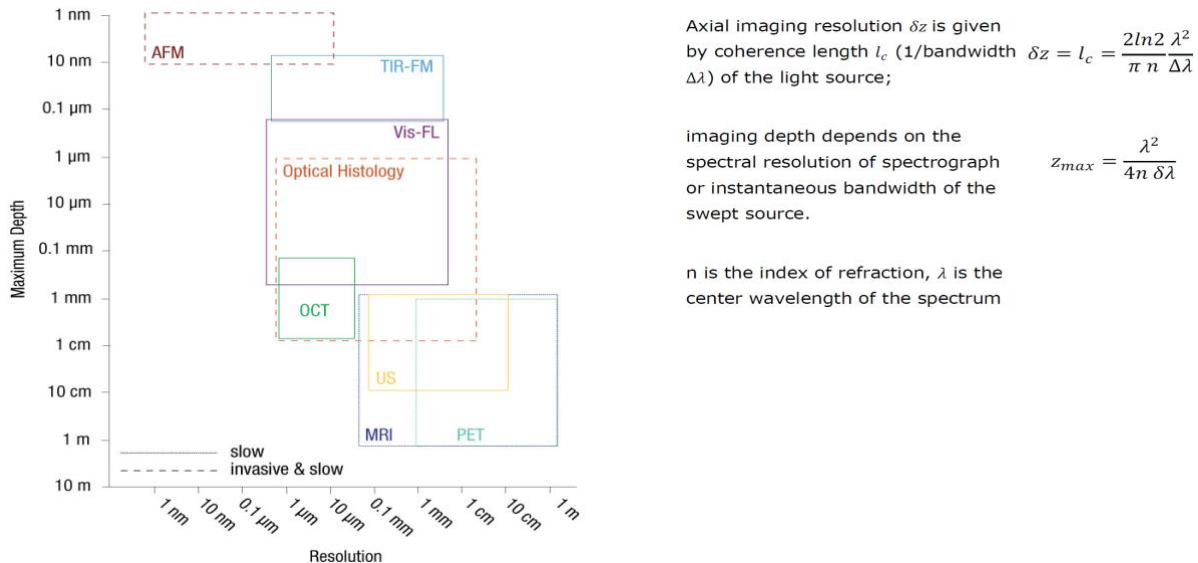 1 nm
10 nm
0.1 µm
1 µm
10 µm
0.1 mm
1 mm
1 cm
10 cm
1 m
10 m
Maximum Depth
AFM
TIR-FM
Vis-FL
Optical Histology
OCT
US
MRI
PET
slow
invasive & slow
1 nm
10 nm
0.1 µm
1 µm
10 µm
0.1 mm
1 mm
1 cm
10 cm
1 m
Resolution
Axial imaging resolution δz is given
by coherence length l_c (1/bandwidth
Δλ) of the light source;
δz = l_c = 2ln2/(π n) λ²/Δλ
imaging depth depends on the
spectral resolution of spectrograph
or instantaneous bandwidth of the
swept source.
z_max = λ²/(4n δλ)
n is the index of refraction, λ is the
center wavelength of the spectrum